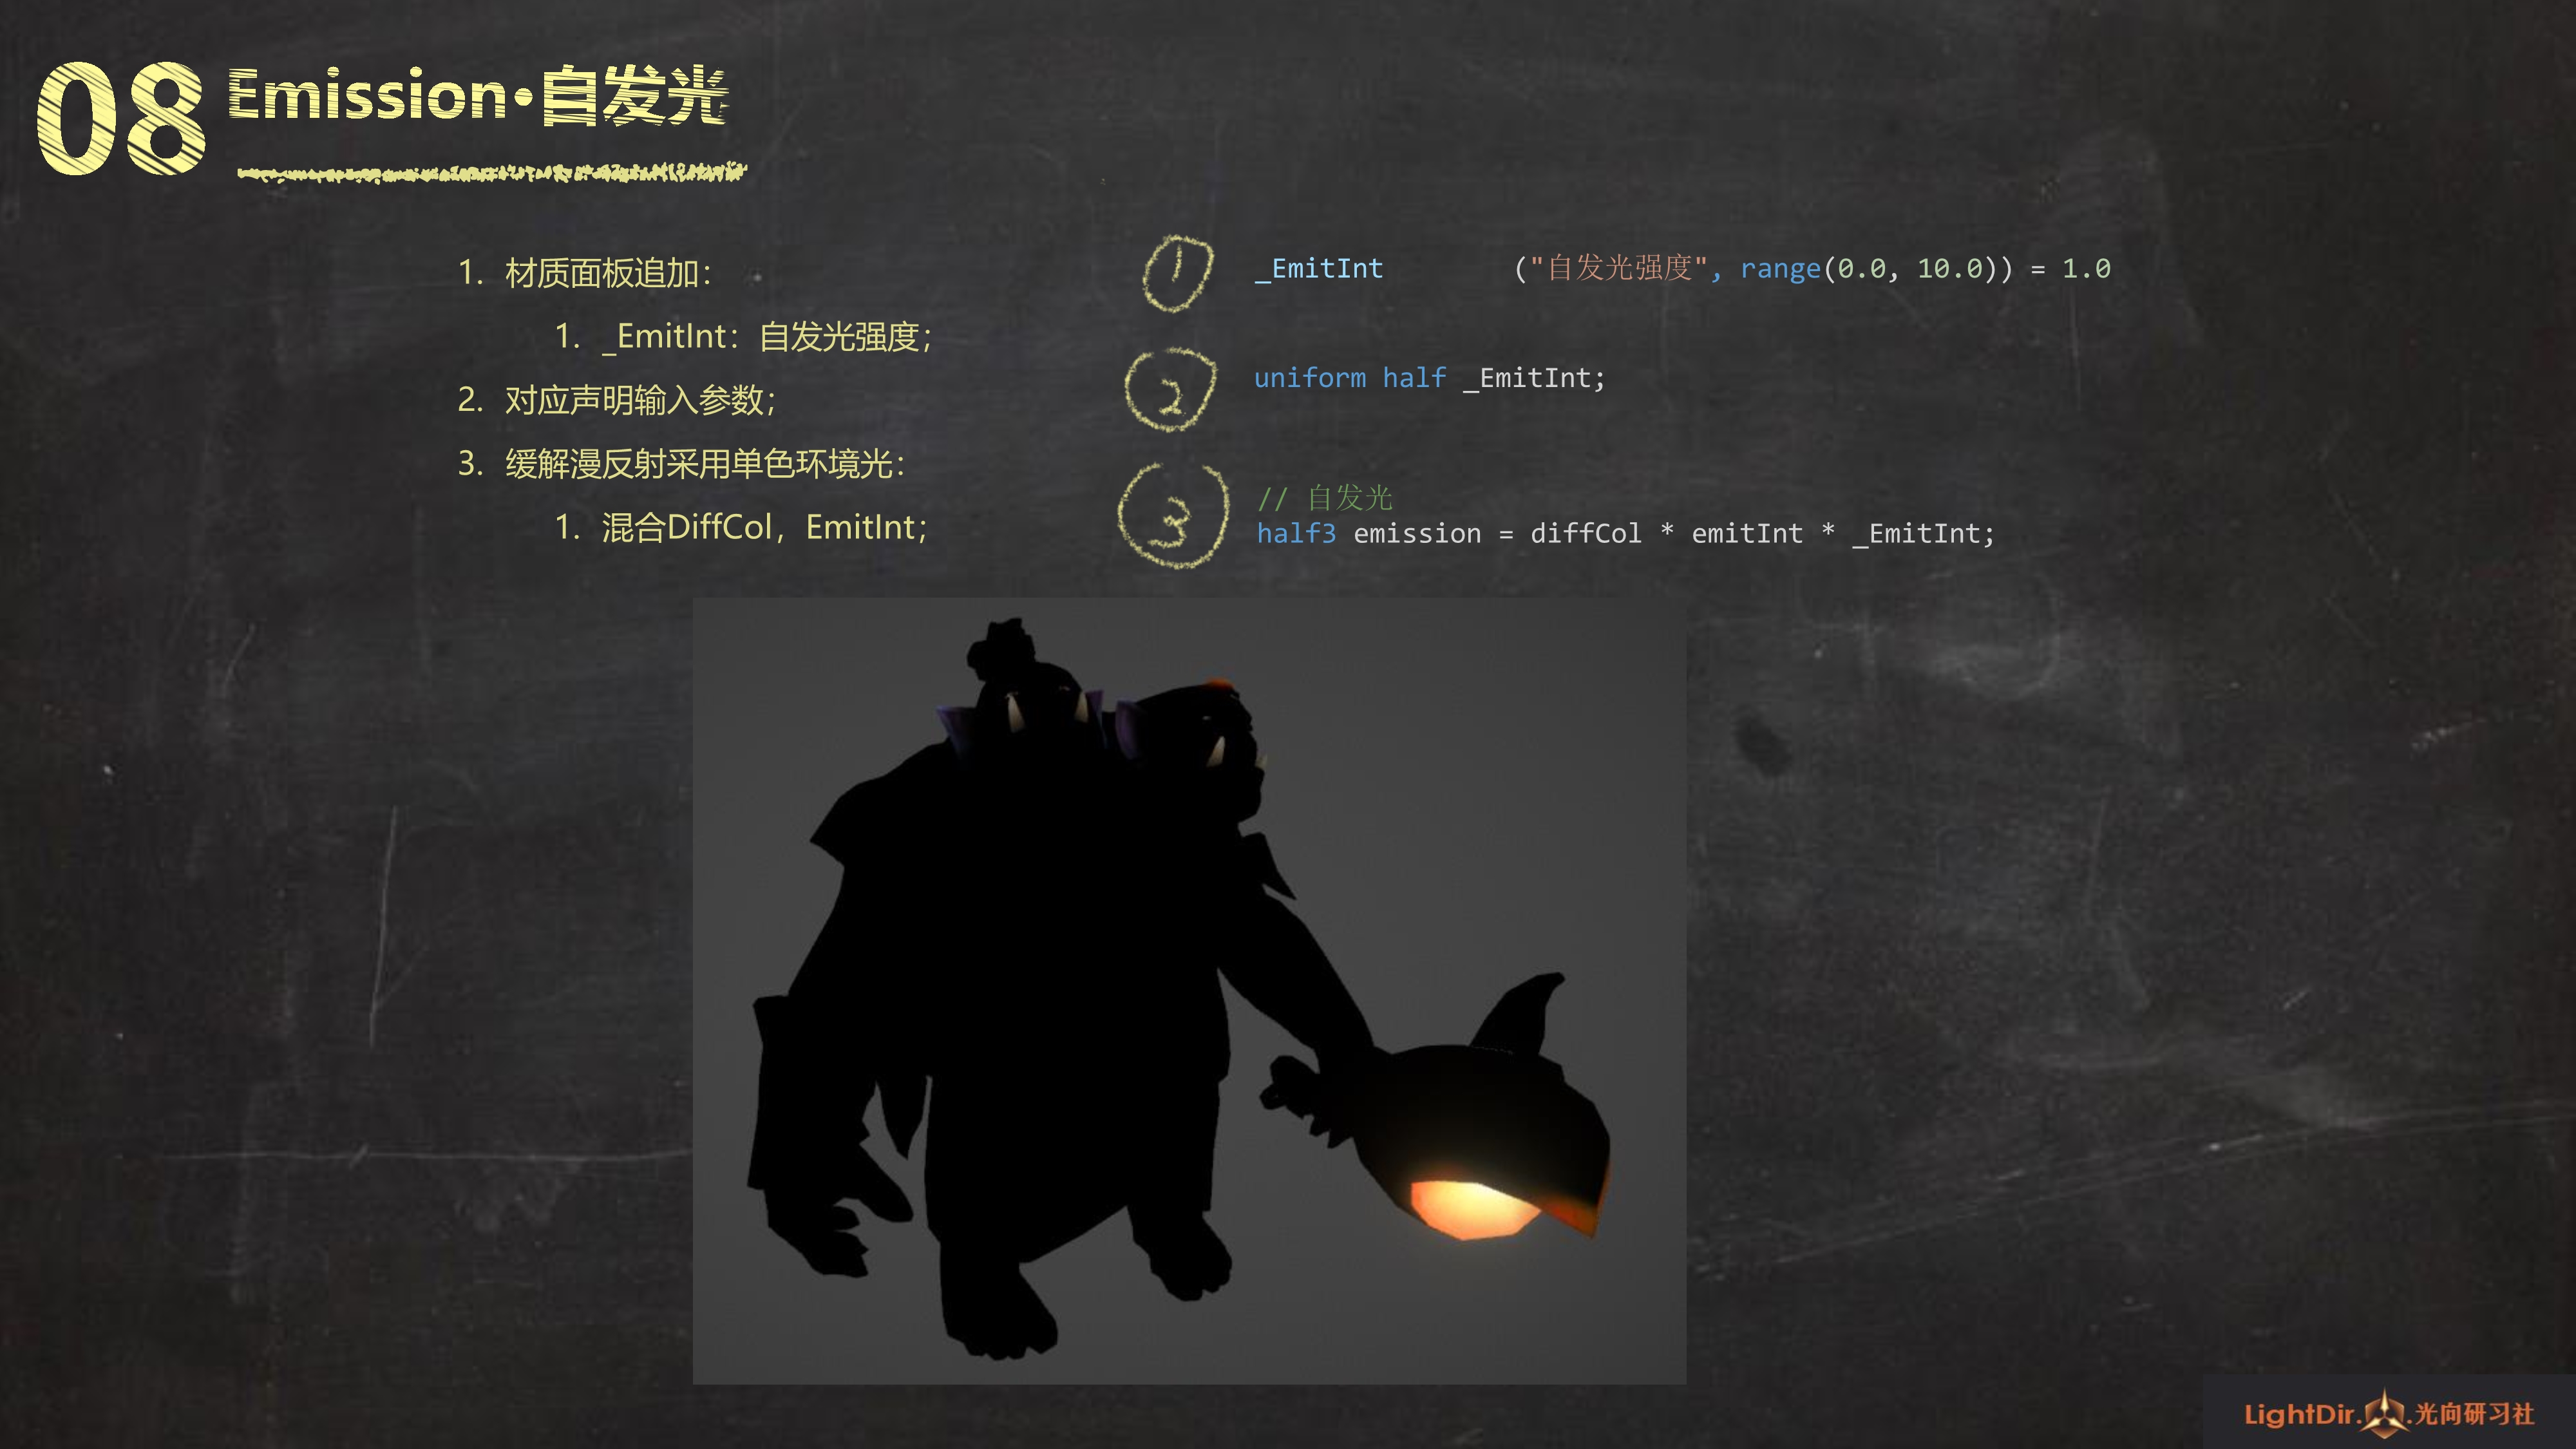 08 Emission•自发光
1. 材质面板追加：
1. _EmitInt：自发光强度；
2. 对应声明输入参数；
3. 缓解漫反射采用单色环境光：
1. 混合DiffCol，EmitInt；
1
_EmitInt ("自发光强度", range(0.0, 10.0)) = 1.0
2
uniform half _EmitInt;
3
// 自发光
half3 emission = diffCol * emitInt * _EmitInt;
LightDir. .光向研习社